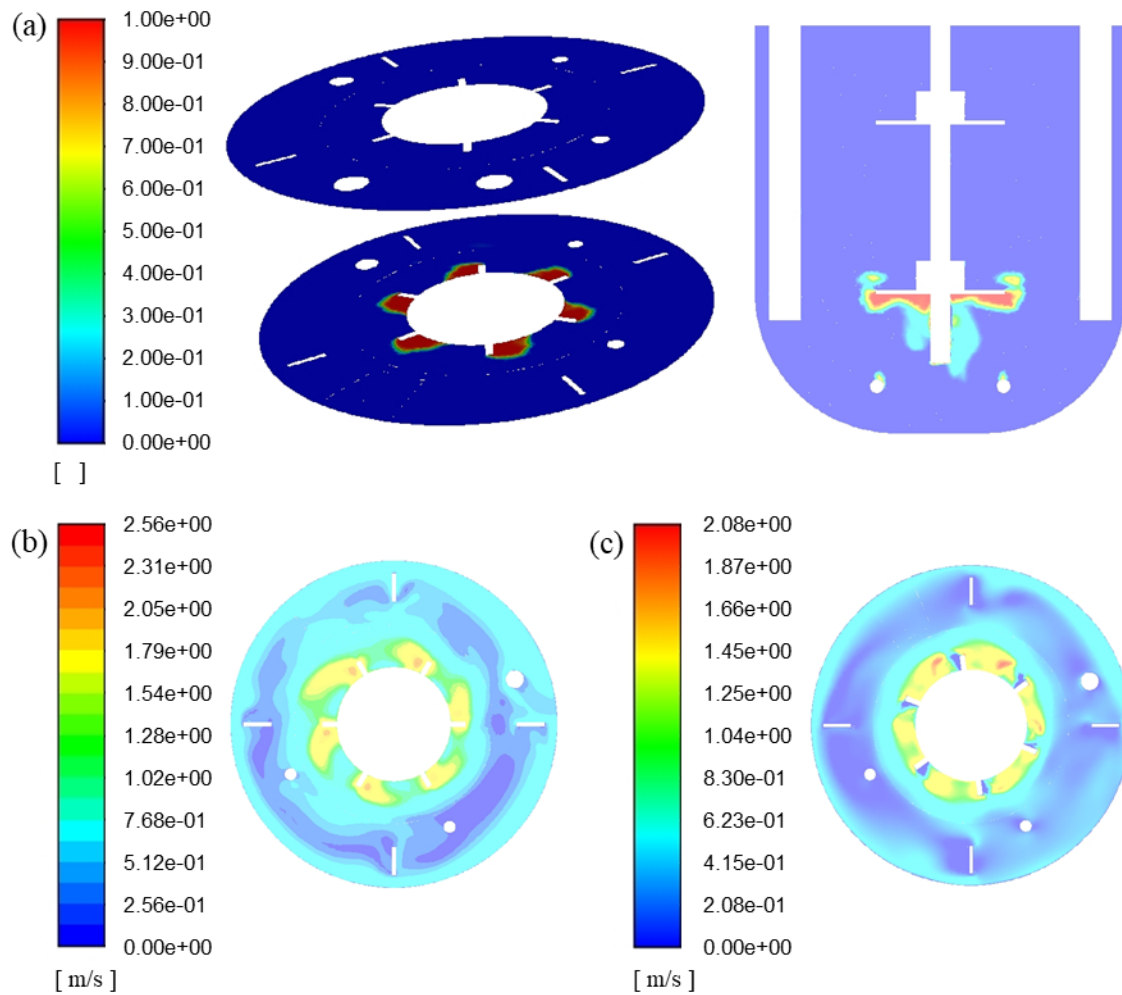 (a)
1.00e+00
9.00e-01
8.00e-01
7.00e-01
6.00e-01
5.00e-01
4.00e-01
3.00e-01
2.00e-01
1.00e-01
0.00e+00
[ ]
(b)
2.56e+00
2.31e+00
2.05e+00
1.79e+00
1.54e+00
1.28e+00
1.02e+00
7.68e-01
5.12e-01
2.56e-01
0.00e+00
[ m/s ]
(c)
2.08e+00
1.87e+00
1.66e+00
1.45e+00
1.25e+00
1.04e+00
8.30e-01
6.23e-01
4.15e-01
2.08e-01
0.00e+00
[ m/s ]